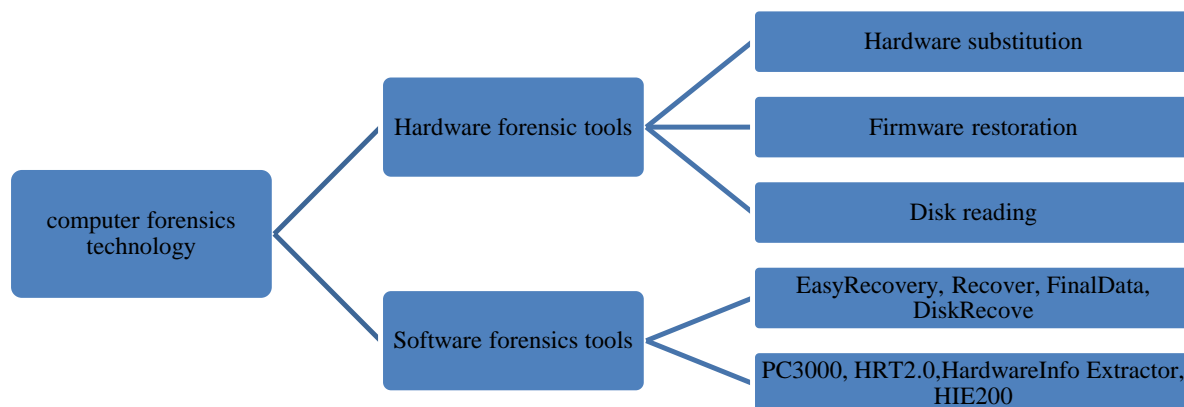 Hardware substitution
Hardware forensic tools
Firmware restoration
computer forensics
technology
Disk reading
EasyRecovery, Recover, FinalData,
DiskRecove
Software forensics tools
PC3000, HRT2.0,HardwareInfo Extractor,
HIE200